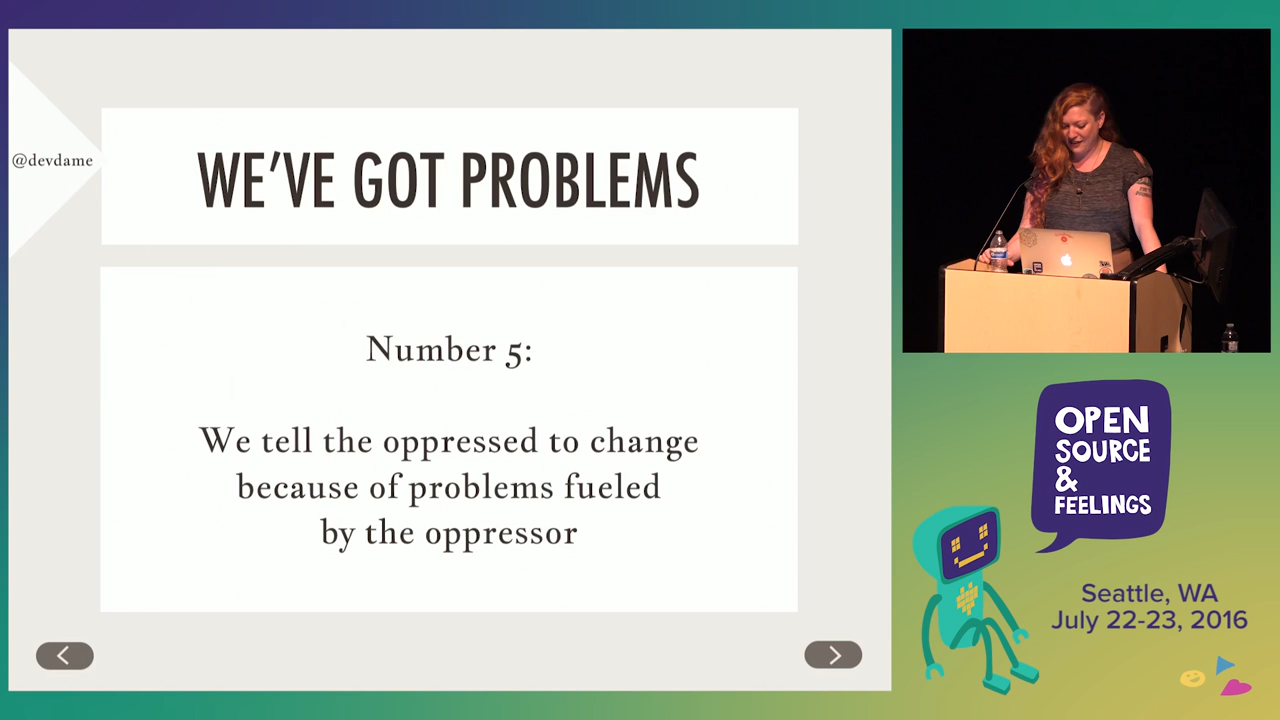 @devdame
WE'VE GOT PROBLEMS
Number 5:
We tell the oppressed to change
because of problems fueled
by the oppressor
OPEN
SOURCE
&
FEELINGS
Seattle, WA
July 22-23, 2016